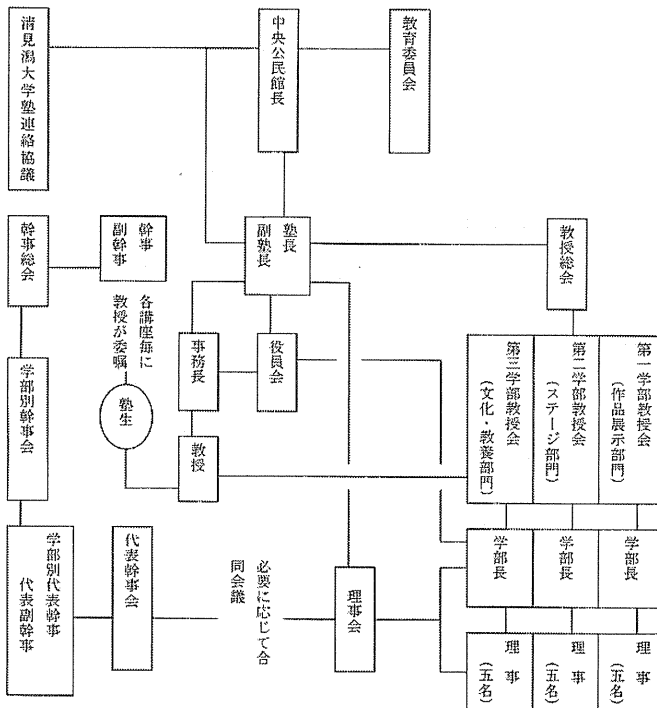 教育委員会
中央公民館長
清見潟大学塾連絡協議
教授総会
塾長
副塾長
幹事
副幹事
幹事総会
第一学部教授会
(作品展示部門)
第二学部教授会
(ステージ部門)
第三学部教授会
(文化・教養部門)
役員会
事務長
各講座毎に
教授が委嘱
塾生
教授
学部別幹事会
学部長
学部長
学部長
理事会
必要に応じて合
同会議
代表幹事会
学部別代表幹事
代表副幹事
理事
(五名)
理事
(五名)
理事
(五名)